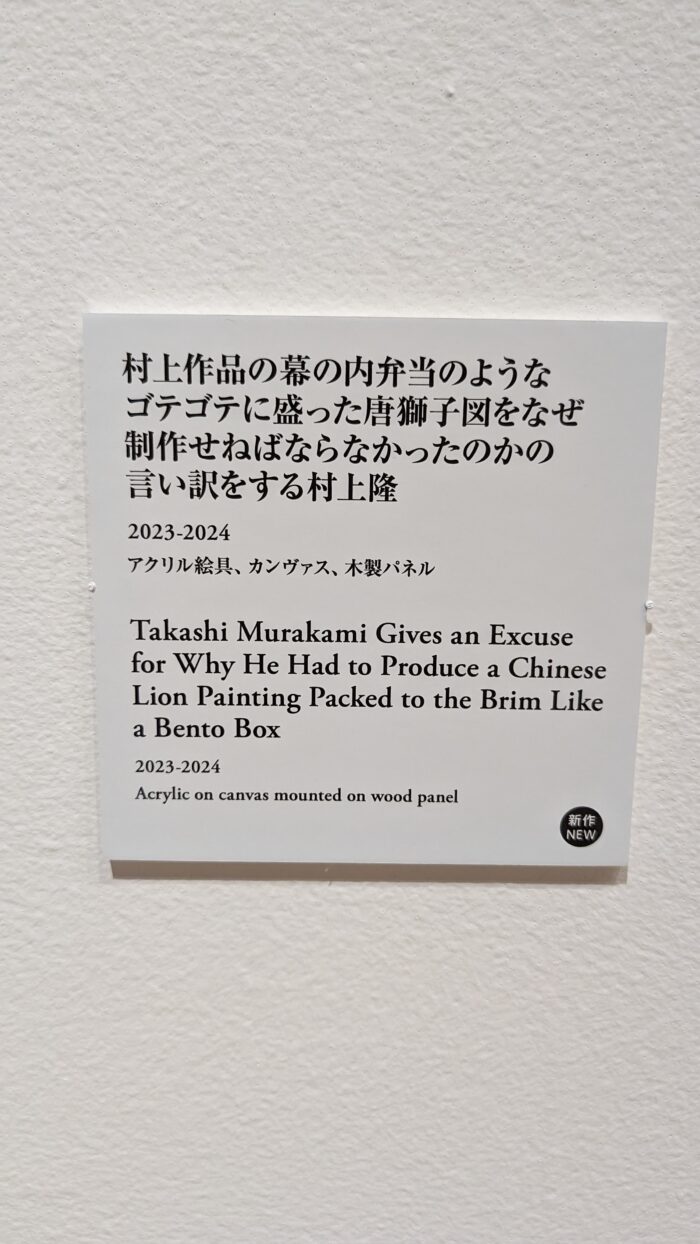 村上作品の幕の内弁当のような
ゴテゴテに盛った唐獅子図をなぜ
制作せねばならなかったのかの
言い訳をする村上隆
2023-2024
アクリル絵具、カンヴァス、木製パネル
Takashi Murakami Gives an Excuse
for Why He Had to Produce a Chinese
Lion Painting Packed to the Brim Like
a Bento Box
2023-2024
Acrylic on canvas mounted on wood panel
新作
NEW